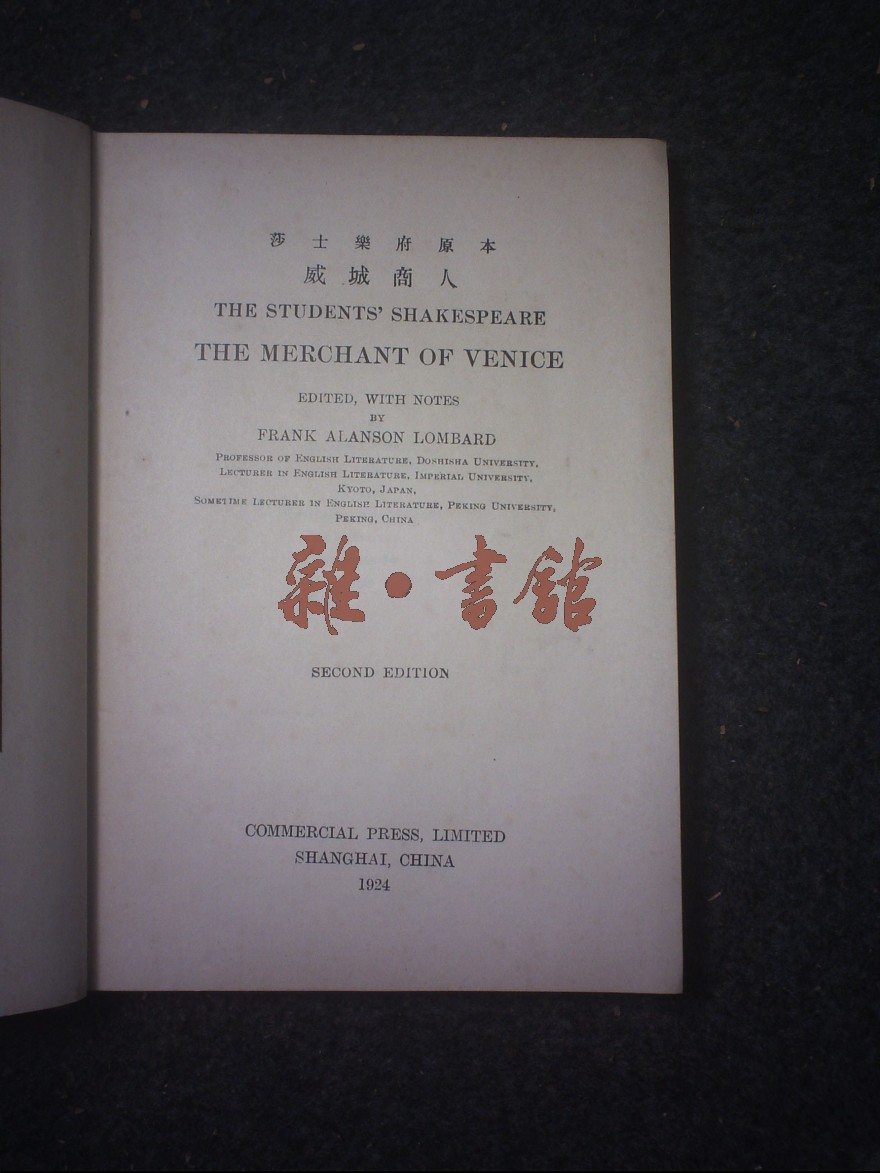 莎士樂府原本
威城商人
THE STUDENTS' SHAKESPEARE
THE MERCHANT OF VENICE
EDITED, WITH NOTES
BY
FRANK ALANSON LOMBARD
PROFESSOR OF ENGLISH LITERATURE, DOSHISHA UNIVERSITY,
LECTURER IN ENGLISH LITERATURE, IMPERIAL UNIVERSITY,
KYOTO, JAPAN,
SOMETIME LECTURER IN ENGLISH LITERATURE, PEKING UNIVERSITY,
PEKING, CHINA
雜·書館
SECOND EDITION
COMMERCIAL PRESS, LIMITED
SHANGHAI, CHINA
1924